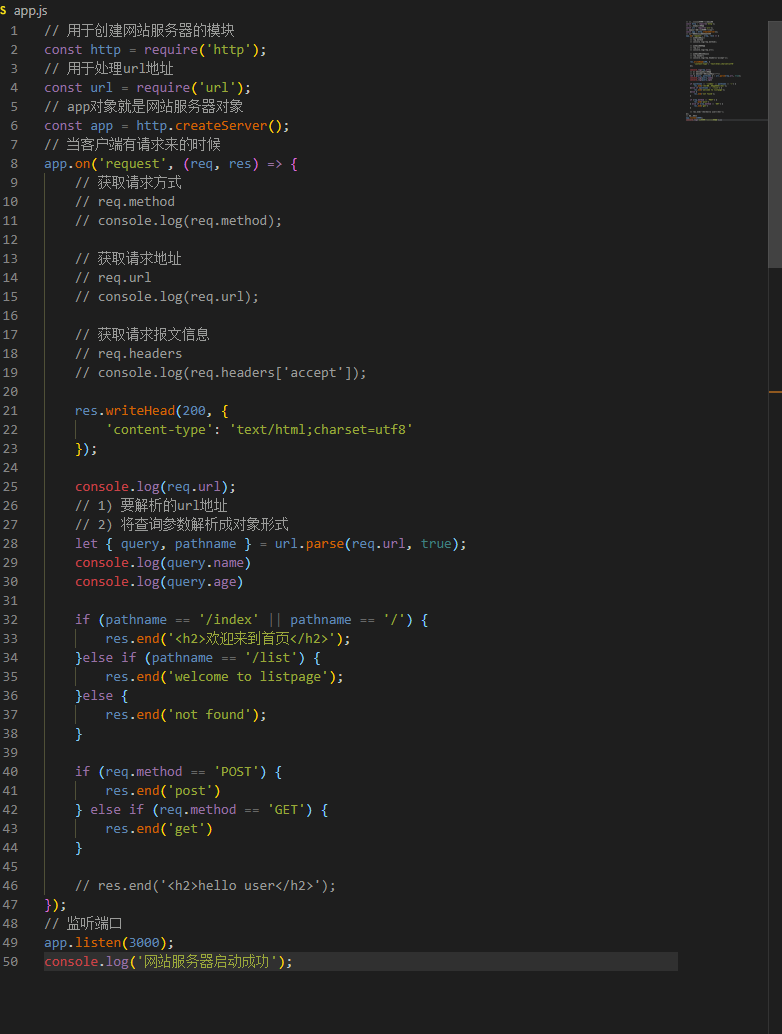 app.js
1 // 用于创建网站服务器的模块
2 const http = require('http');
3 // 用于处理url地址
4 const url = require('url');
5 // app对象就是网站服务器对象
6 const app = http.createServer();
7 // 当客户端有请求来的时候
8 app.on('request', (req, res) => {
9 // 获取请求方式
10 // req.method
11 // console.log(req.method);
12
13 // 获取请求地址
14 // req.url
15 // console.log(req.url);
16
17 // 获取请求报文信息
18 // req.headers
19 // console.log(req.headers['accept']);
20
21 res.writeHead(200, {
22 'content-type': 'text/html;charset=utf8'
23 });
24
25 console.log(req.url);
26 // 1) 要解析的url地址
27 // 2) 将查询参数解析成对象形式
28 let { query, pathname } = url.parse(req.url, true);
29 console.log(query.name)
30 console.log(query.age)
31
32 if (pathname == '/index' || pathname == '/') {
33 res.end('<h2>欢迎来到首页</h2>');
34 }else if (pathname == '/list') {
35 res.end('welcome to listpage');
36 }else {
37 res.end('not found');
38 }
39
40 if (req.method == 'POST') {
41 res.end('post')
42 } else if (req.method == 'GET') {
43 res.end('get')
44 }
45
46 // res.end('<h2>hello user</h2>');
47 });
48 // 监听端口
49 app.listen(3000);
50 console.log('网站服务器启动成功');